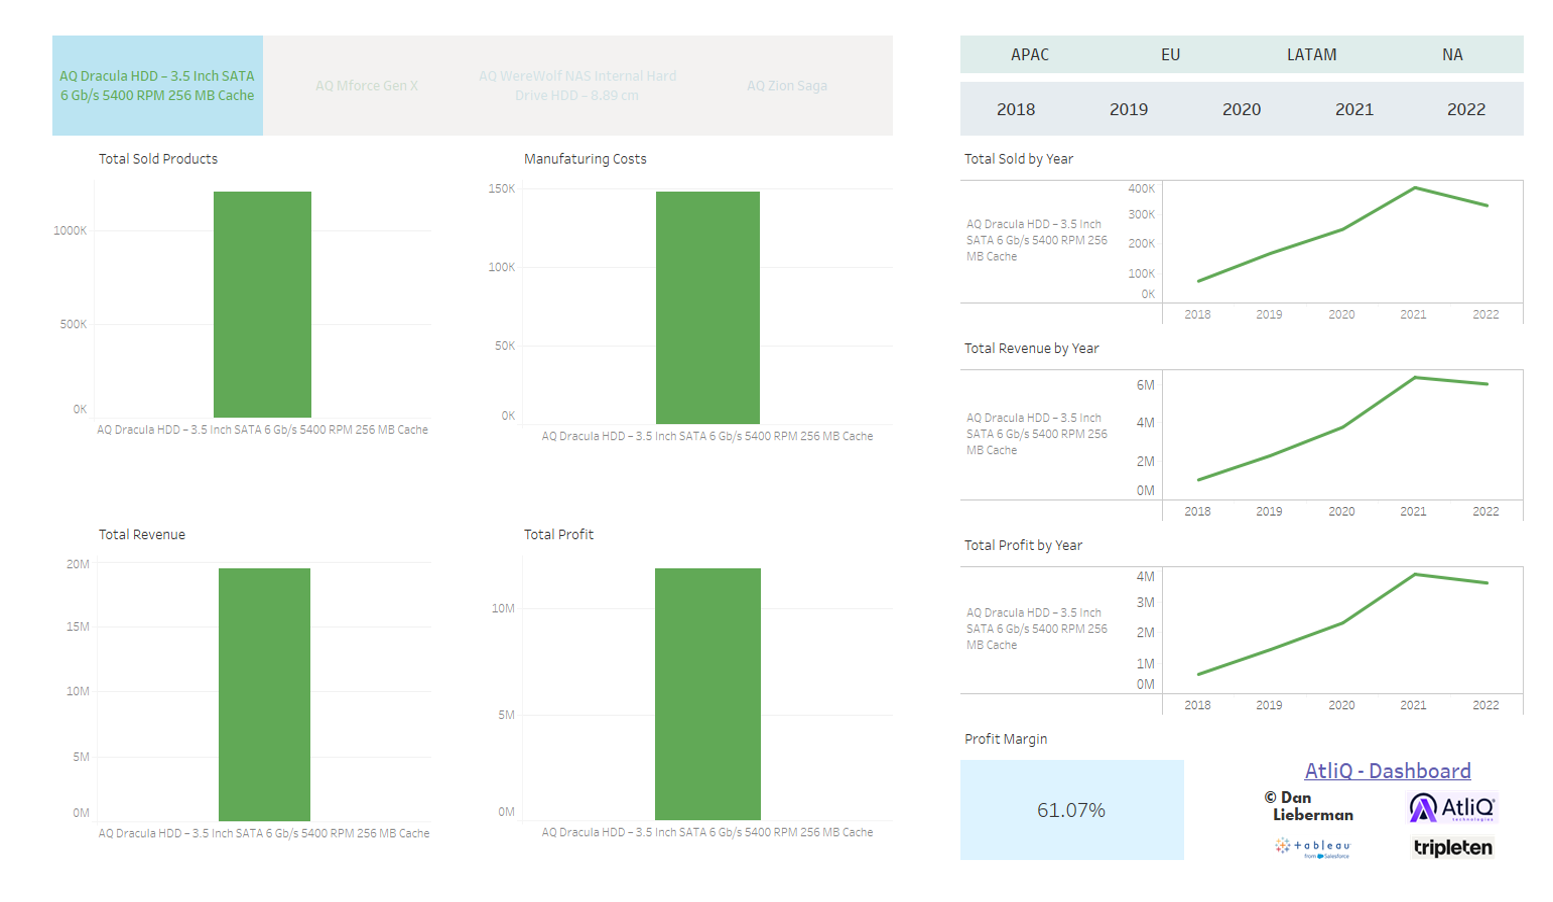 AQ Dracula HDD – 3.5 Inch SATA
6 Gb/s 5400 RPM 256 MB Cache
AQ Mforce Gen X
AQ WereWolf NAS Internal Hard
Drive HDD – 8.89 cm
AQ Zion Saga
APAC EU LATAM NA
2018 2019 2020 2021 2022
Total Sold Products
1000K
500K
0K
AQ Dracula HDD – 3.5 Inch SATA 6 Gb/s 5400 RPM 256 MB Cache
Manufaturing Costs
150K
100K
50K
0K
AQ Dracula HDD – 3.5 Inch SATA 6 Gb/s 5400 RPM 256 MB Cache
Total Revenue
20M
15M
10M
5M
0M
AQ Dracula HDD – 3.5 Inch SATA 6 Gb/s 5400 RPM 256 MB Cache
Total Profit
10M
5M
0M
AQ Dracula HDD – 3.5 Inch SATA 6 Gb/s 5400 RPM 256 MB Cache
Total Sold by Year
AQ Dracula HDD – 3.5 Inch
SATA 6 Gb/s 5400 RPM 256
MB Cache
400K
300K
200K
100K
0K
2018 2019 2020 2021 2022
Total Revenue by Year
AQ Dracula HDD – 3.5 Inch
SATA 6 Gb/s 5400 RPM 256
MB Cache
6M
4M
2M
0M
2018 2019 2020 2021 2022
Total Profit by Year
AQ Dracula HDD – 3.5 Inch
SATA 6 Gb/s 5400 RPM 256
MB Cache
4M
3M
2M
1M
0M
2018 2019 2020 2021 2022
Profit Margin
61.07%
AtliQ - Dashboard
© Dan
Lieberman
AtliQ
technologies
+ableau
from Salesforce
tripleten